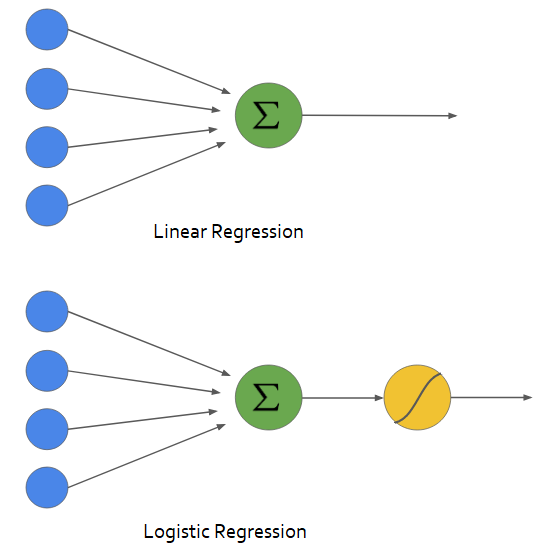 Σ
Linear Regression
Σ
Logistic Regression